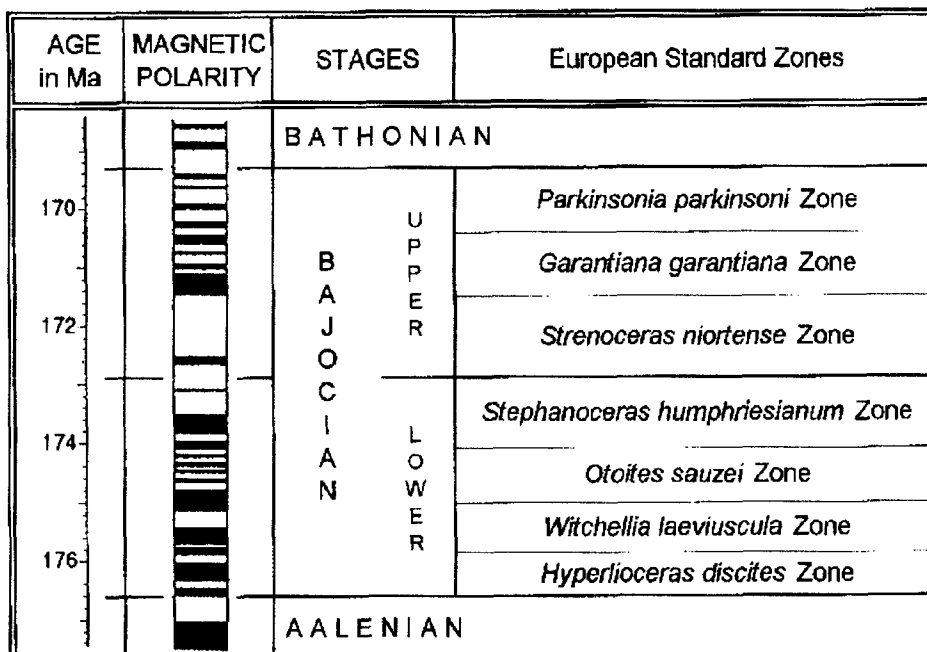 AGE in Ma
MAGNETIC POLARITY
STAGES
European Standard Zones
BATHONIAN
170
172
174
176
BAJOCIAN
UPPER
LOWER
Parkinsonia parkinsoni Zone
Garantiana garantiana Zone
Strenoceras niortense Zone
Stephanoceras humphriesianum Zone
Otoites sauzei Zone
Witchellia laeviuscula Zone
Hyperlioceras discites Zone
AALENIAN